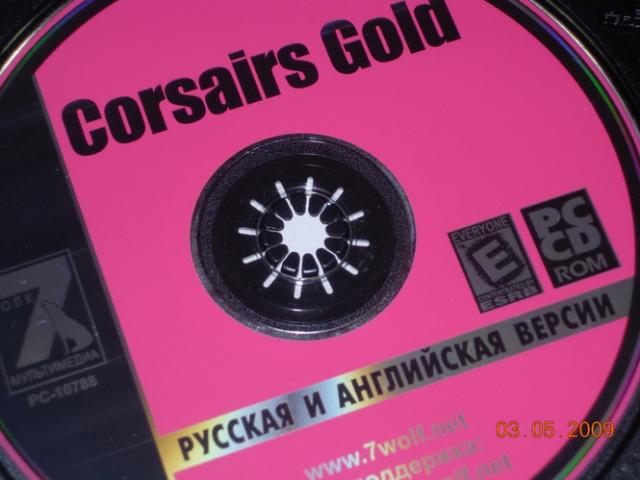 Corsairs Gold
EVERYONE
E
ESRB
PC
CD
ROM
7
МУЛЬТИМЕДИА
PC-10788
РУССКАЯ И АНГЛИЙСКАЯ ВЕРСИИ
www.7wolf.net
03.05.2009